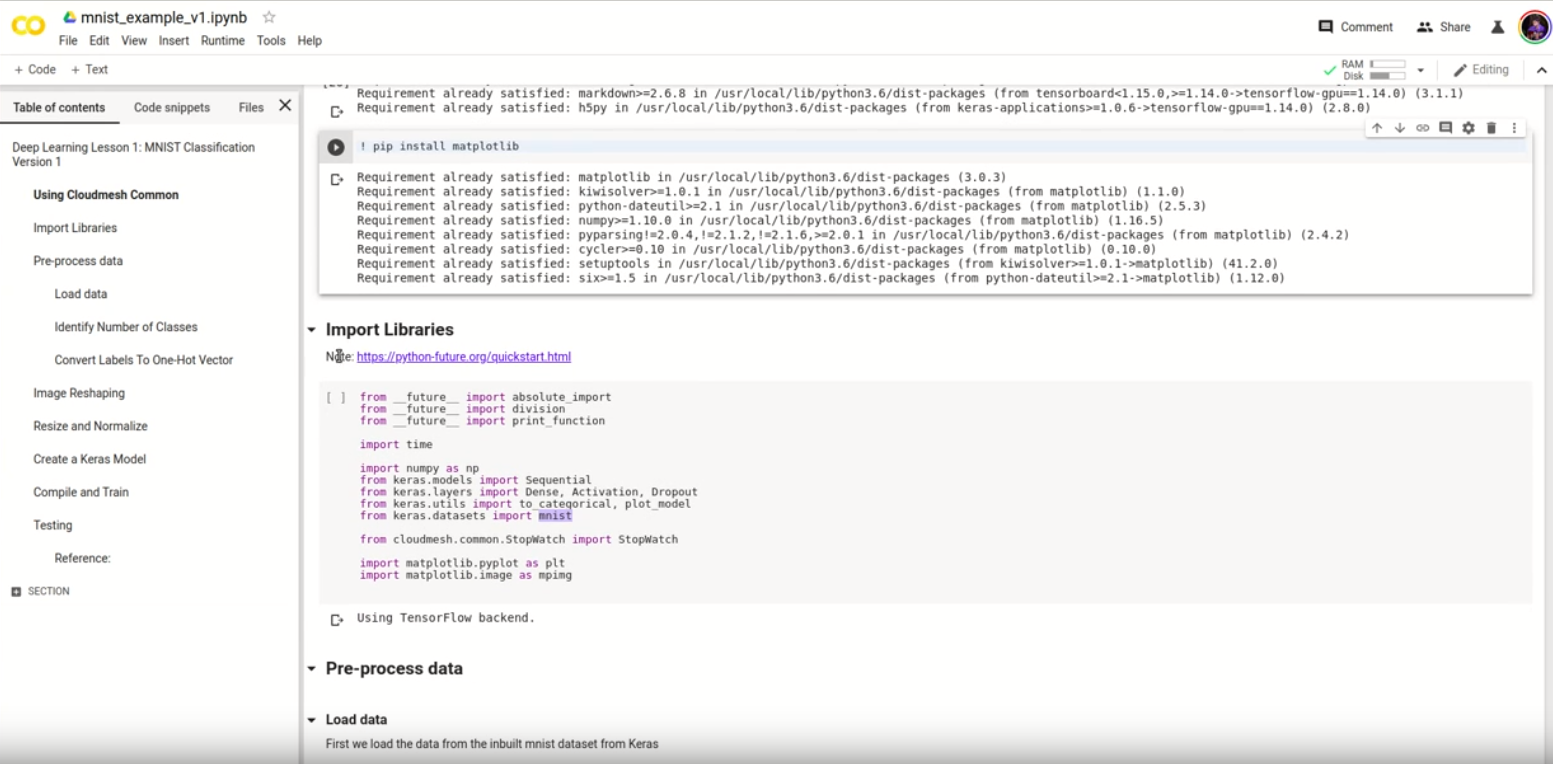 mnist_example_v1.ipynb
File Edit View Insert Runtime Tools Help
Comment Share
+ Code + Text
RAM
Disk
Editing
Table of contents Code snippets Files
Deep Learning Lesson 1: MNIST Classification
Version 1
Using Cloudmesh Common
Import Libraries
Pre-process data
Load data
Identify Number of Classes
Convert Labels To One-Hot Vector
Image Reshaping
Resize and Normalize
Create a Keras Model
Compile and Train
Testing
Reference:
SECTION
Requirement already satisfied: markdown>=2.6.8 in /usr/local/lib/python3.6/dist-packages (from tensorboard<1.15.0,>=1.14.0->tensorflow-gpu==1.14.0) (3.1.1)
Requirement already satisfied: h5py in /usr/local/lib/python3.6/dist-packages (from keras-applications>=1.0.6->tensorflow-gpu==1.14.0) (2.8.0)
! pip install matplotlib
Requirement already satisfied: matplotlib in /usr/local/lib/python3.6/dist-packages (3.0.3)
Requirement already satisfied: kiwisolver>=1.0.1 in /usr/local/lib/python3.6/dist-packages (from matplotlib) (1.1.0)
Requirement already satisfied: python-dateutil>=2.1 in /usr/local/lib/python3.6/dist-packages (from matplotlib) (2.5.3)
Requirement already satisfied: numpy>=1.10.0 in /usr/local/lib/python3.6/dist-packages (from matplotlib) (1.16.5)
Requirement already satisfied: pyparsing!=2.0.4,!=2.1.2,!=2.1.6,>=2.0.1 in /usr/local/lib/python3.6/dist-packages (from matplotlib) (2.4.2)
Requirement already satisfied: cycler>=0.10 in /usr/local/lib/python3.6/dist-packages (from matplotlib) (0.10.0)
Requirement already satisfied: setuptools in /usr/local/lib/python3.6/dist-packages (from kiwisolver>=1.0.1->matplotlib) (41.2.0)
Requirement already satisfied: six>=1.5 in /usr/local/lib/python3.6/dist-packages (from python-dateutil>=2.1->matplotlib) (1.12.0)
Import Libraries
Note: https://python-future.org/quickstart.html
[ ] from __future__ import absolute_import
from __future__ import division
from __future__ import print_function
import time
import numpy as np
from keras.models import Sequential
from keras.layers import Dense, Activation, Dropout
from keras.utils import to_categorical, plot_model
from keras.datasets import mnist
from cloudmesh.common.StopWatch import StopWatch
import matplotlib.pyplot as plt
import matplotlib.image as mpimg
Using TensorFlow backend.
Pre-process data
Load data
First we load the data from the inbuilt mnist dataset from Keras